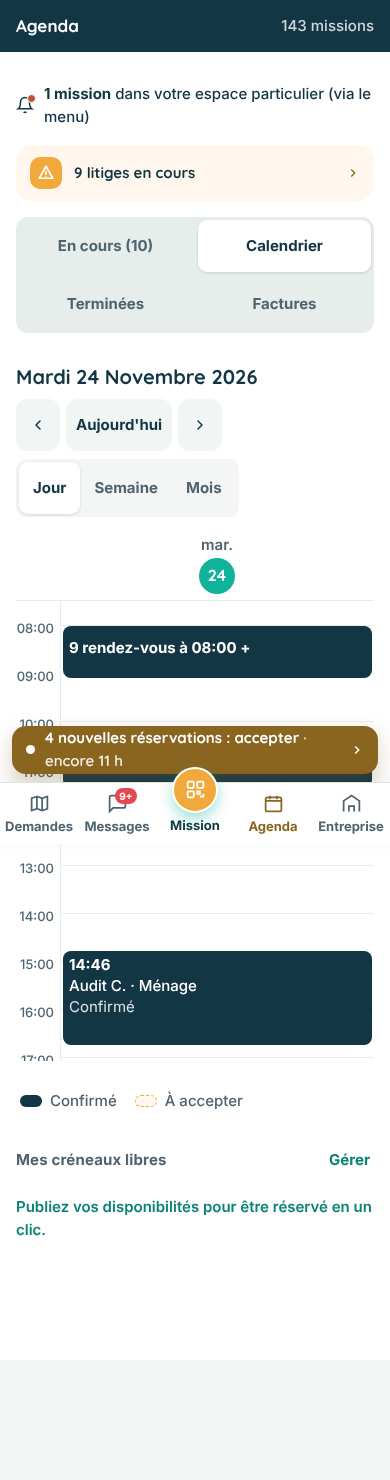 Agenda
143 missions
1 mission dans votre espace particulier (via le
menu)
9 litiges en cours
En cours (10)
Calendrier
Terminées
Factures
Mardi 24 Novembre 2026
Aujourd'hui
Jour
Semaine
Mois
mar.
24
08:00
9 rendez-vous à 08:00 +
09:00
10:00
4 nouvelles réservations : accepter ·
encore 11 h
Demandes
9+
Messages
Mission
Agenda
Entreprise
13:00
14:00
15:00
14:46
Audit C. · Ménage
16:00
Confirmé
17:00
Confirmé
À accepter
Mes créneaux libres
Gérer
Publiez vos disponibilités pour être réservé en un
clic.